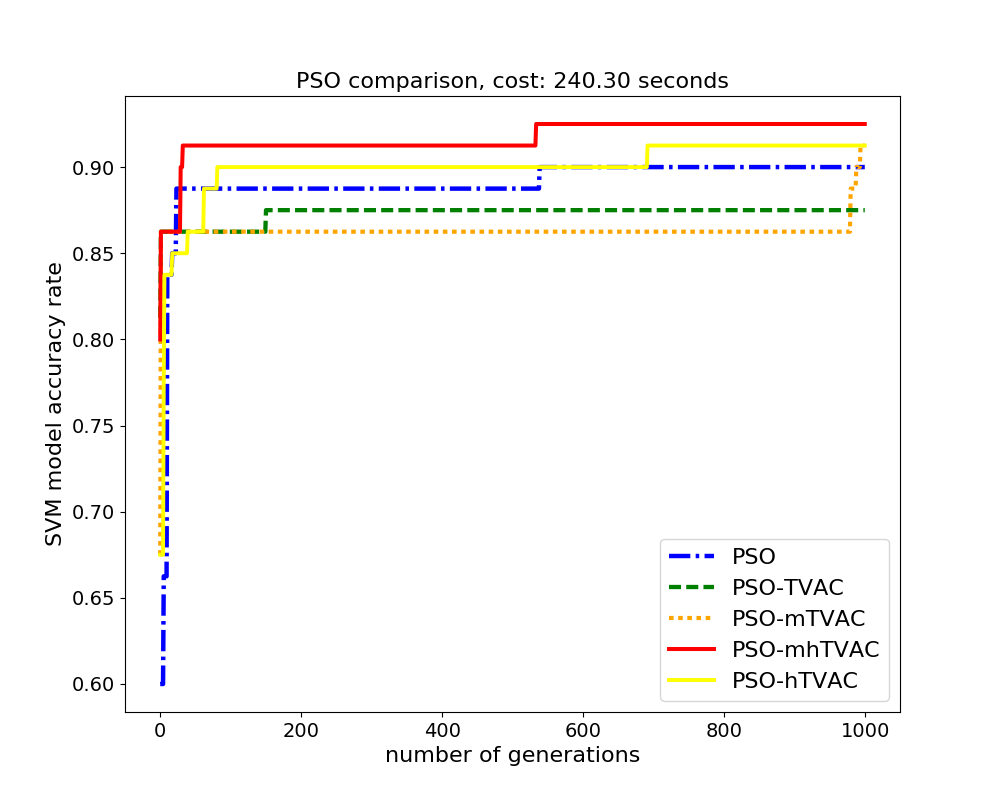 PSO comparison, cost: 240.30 seconds
SVM model accuracy rate
0.90
0.85
0.80
0.75
0.70
0.65
0.60
0 200 400 600 800 1000
number of generations
PSO
PSO-TVAC
PSO-mTVAC
PSO-mhTVAC
PSO-hTVAC